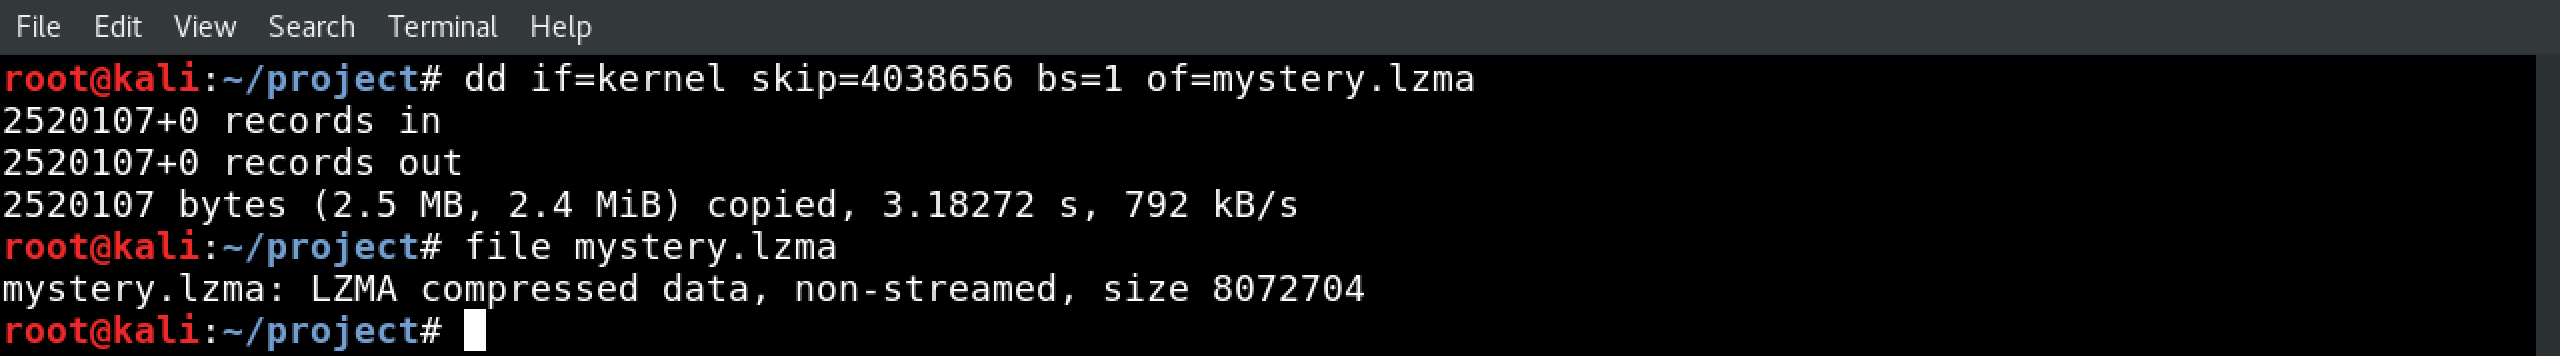 File Edit View Search Terminal Help
root@kali:~/project# dd if=kernel skip=4038656 bs=1 of=mystery.lzma
2520107+0 records in
2520107+0 records out
2520107 bytes (2.5 MB, 2.4 MiB) copied, 3.18272 s, 792 kB/s
root@kali:~/project# file mystery.lzma
mystery.lzma: LZMA compressed data, non-streamed, size 8072704
root@kali:~/project#